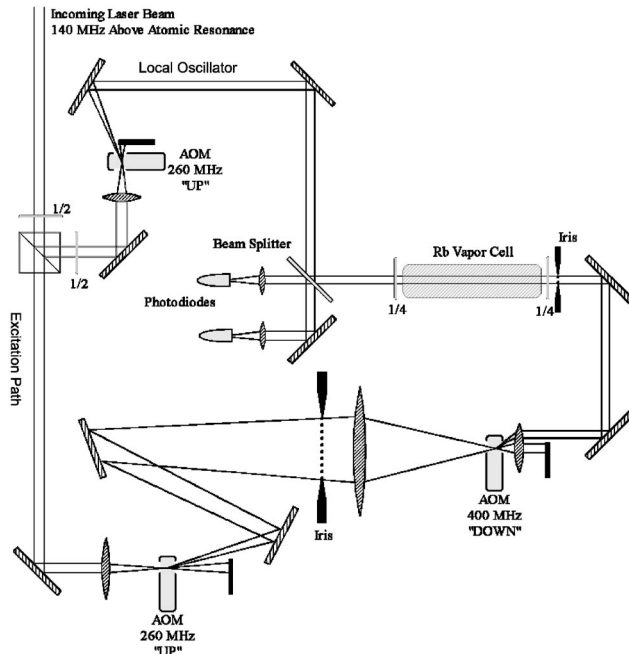 Incoming Laser Beam
140 MHz Above Atomic Resonance
Local Oscillator
AOM
260 MHz
"UP"
1/2
1/2
Beam Splitter
Rb Vapor Cell
Iris
Photodiodes
1/4
1/4
Excitation Path
Iris
AOM
400 MHz
"DOWN"
AOM
260 MHz
"UP"